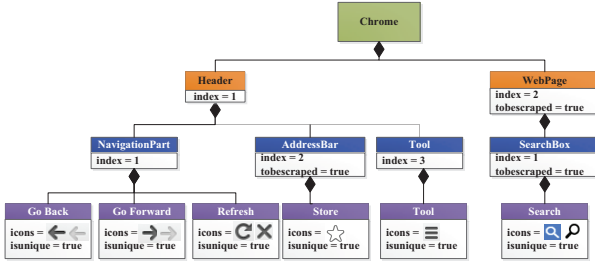 Chrome
Header
index = 1
WebPage
index = 2
tobescraped = true
NavigationPart
index = 1
AddressBar
index = 2
tobescraped = true
Tool
index = 3
SearchBox
index = 1
tobescraped = true
Go Back
icons =
isunique = true
Go Forward
icons =
isunique = true
Refresh
icons =
isunique = true
Store
icons =
isunique = true
Tool
icons =
isunique = true
Search
icons =
isunique = true